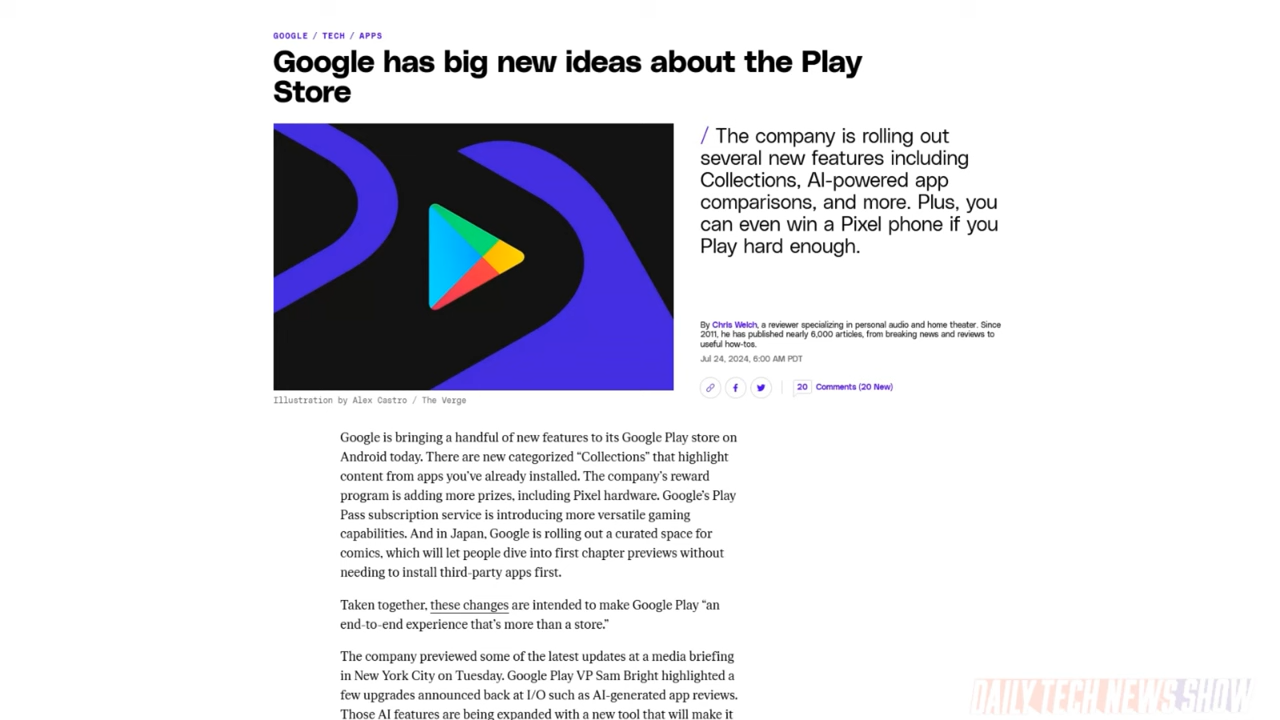 GOOGLE / TECH / APPS
Google has big new ideas about the Play
Store
/ The company is rolling out
several new features including
Collections, AI-powered app
comparisons, and more. Plus, you
can even win a Pixel phone if you
Play hard enough.
By Chris Welch, a reviewer specializing in personal audio and home theater. Since
2011, he has published nearly 6,000 articles, from breaking news and reviews to
useful how-tos.
Jul 24, 2024, 6:00 AM PDT
20 Comments (20 New)
Illustration by Alex Castro / The Verge
Google is bringing a handful of new features to its Google Play store on
Android today. There are new categorized “Collections” that highlight
content from apps you’ve already installed. The company’s reward
program is adding more prizes, including Pixel hardware. Google’s Play
Pass subscription service is introducing more versatile gaming
capabilities. And in Japan, Google is rolling out a curated space for
comics, which will let people dive into first chapter previews without
needing to install third-party apps first.
Taken together, these changes are intended to make Google Play “an
end-to-end experience that’s more than a store.”
The company previewed some of the latest updates at a media briefing
in New York City on Tuesday. Google Play VP Sam Bright highlighted a
few upgrades announced back at I/O such as AI-generated app reviews.
Those AI features are being expanded with a new tool that will make it
DAILY TECH NEWS SHOW